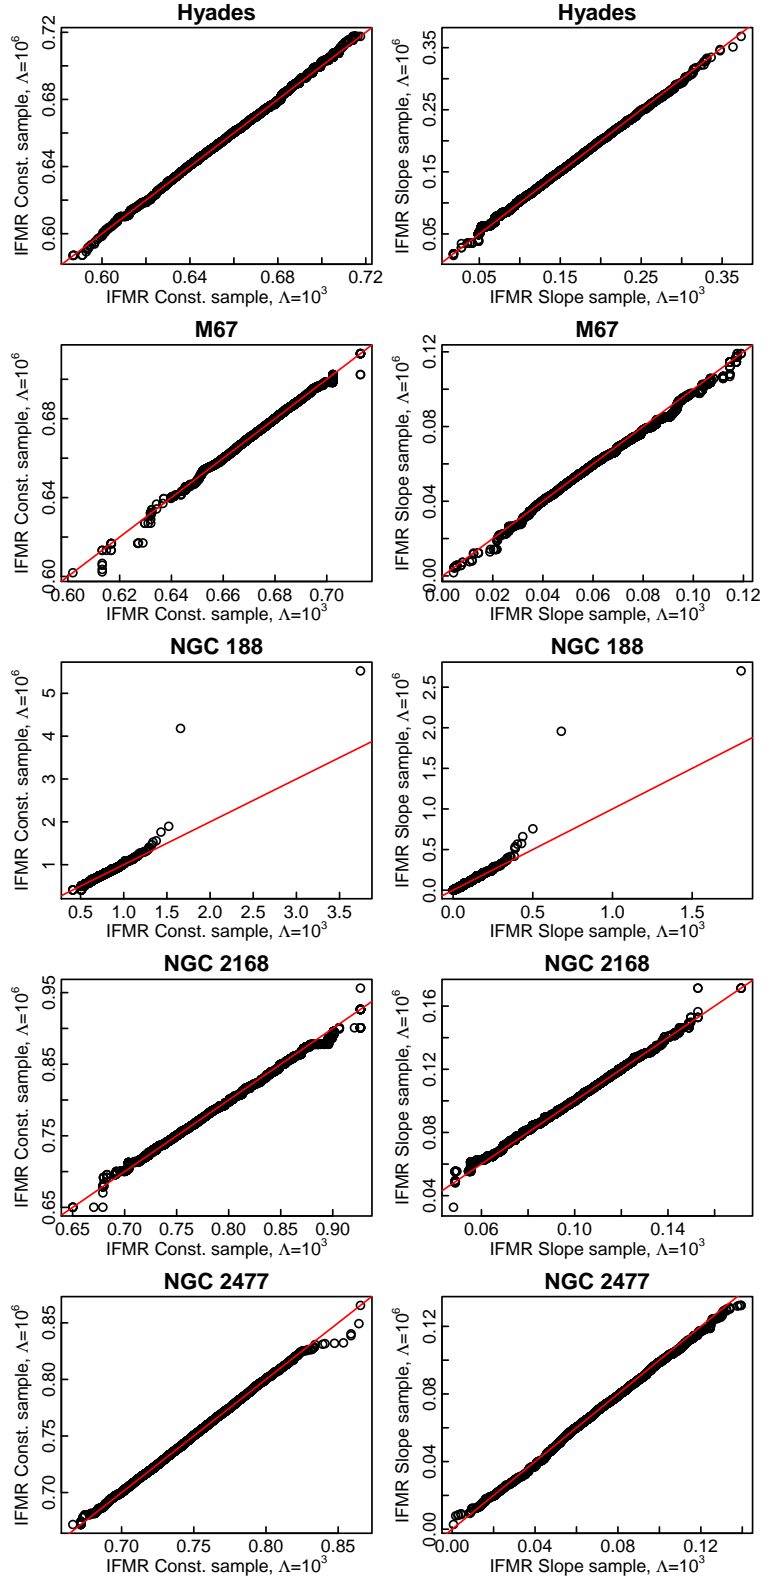 Hyades
Hyades
IFMR Const. sample, Λ=10⁶
0.60 0.64 0.68 0.72
0.60 0.64 0.68 0.72
IFMR Const. sample, Λ=10³
IFMR Slope sample, Λ=10⁶
0.05 0.15 0.25 0.35
0.05 0.15 0.25 0.35
IFMR Slope samples, Λ=10³
M67
M67
IFMR Const. sample, Λ=10⁶
0.60 0.64 0.68
0.60 0.62 0.64 0.66 0.68 0.70
IFMR Const. sample, Λ=10³
IFMR Slope sample, Λ=10⁶
0.00 0.04 0.08 0.12
0.00 0.02 0.04 0.06 0.08 0.10 0.12
IFMR Slope samples, Λ=10³
NGC 188
NGC 188
IFMR Const. sample, Λ=10⁶
1 2 3 4 5
0.5 1.0 1.5 2.0 2.5 3.0 3.5
IFMR Const. sample, Λ=10³
IFMR Slope sample, Λ=10⁶
0.0 0.5 1.0 1.5 2.0 2.5
0.0 0.5 1.0 1.5
IFMR Slope samples, Λ=10³
NGC 2168
NGC 2168
IFMR Const. sample, Λ=10⁶
0.65 0.75 0.85 0.95
0.65 0.70 0.75 0.80 0.85 0.90
IFMR Const. sample, Λ=10³
IFMR Slope sample, Λ=10⁶
0.04 0.08 0.12 0.16
0.06 0.10 0.14
IFMR Slope samples, Λ=10³
NGC 2477
NGC 2477
IFMR Const. sample, Λ=10⁶
0.70 0.75 0.80 0.85
0.70 0.75 0.80 0.85
IFMR Const. sample, Λ=10³
IFMR Slope sample, Λ=10⁶
0.00 0.04 0.08 0.12
0.00 0.04 0.08 0.12
IFMR Slope samples, Λ=10³